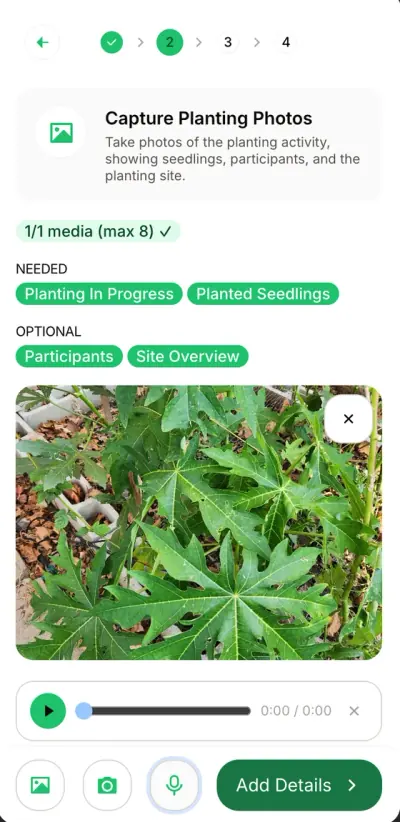 2
3
4
Capture Planting Photos
Take photos of the planting activity,
showing seedlings, participants, and the
planting site.
1/1 media (max 8) ✓
NEEDED
Planting In Progress
Planted Seedlings
OPTIONAL
Participants
Site Overview
0:00 / 0:00
Add Details